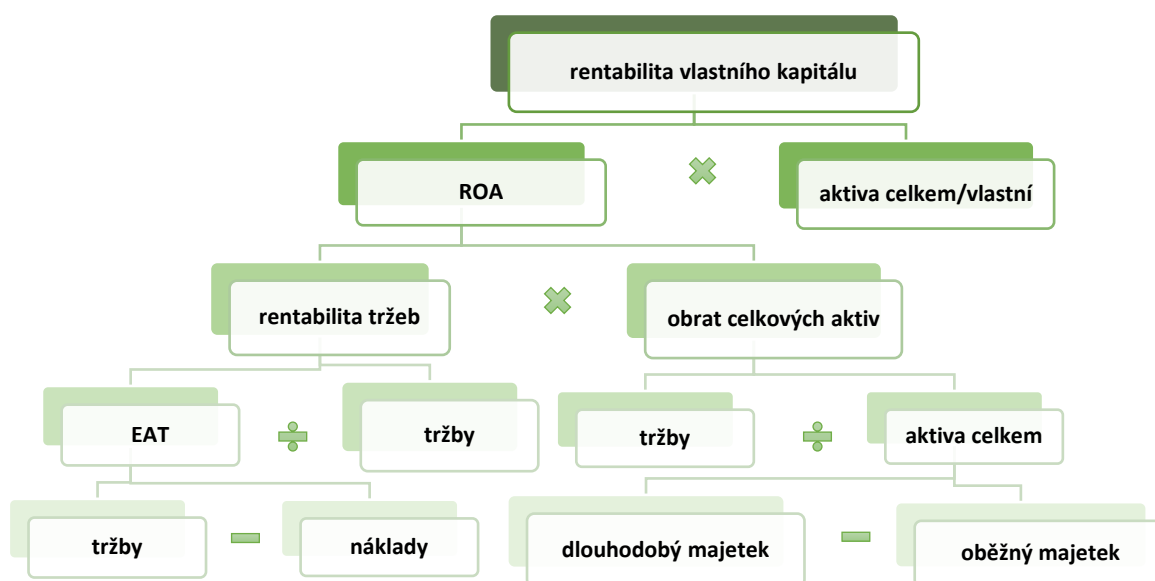 rentabilita vlastního kapitálu
ROA
aktiva celkem/vlastní
rentabilita tržeb
obrat celkových aktiv
EAT
tržby
tržby
aktiva celkem
tržby
náklady
dlouhodobý majetek
oběžný majetek